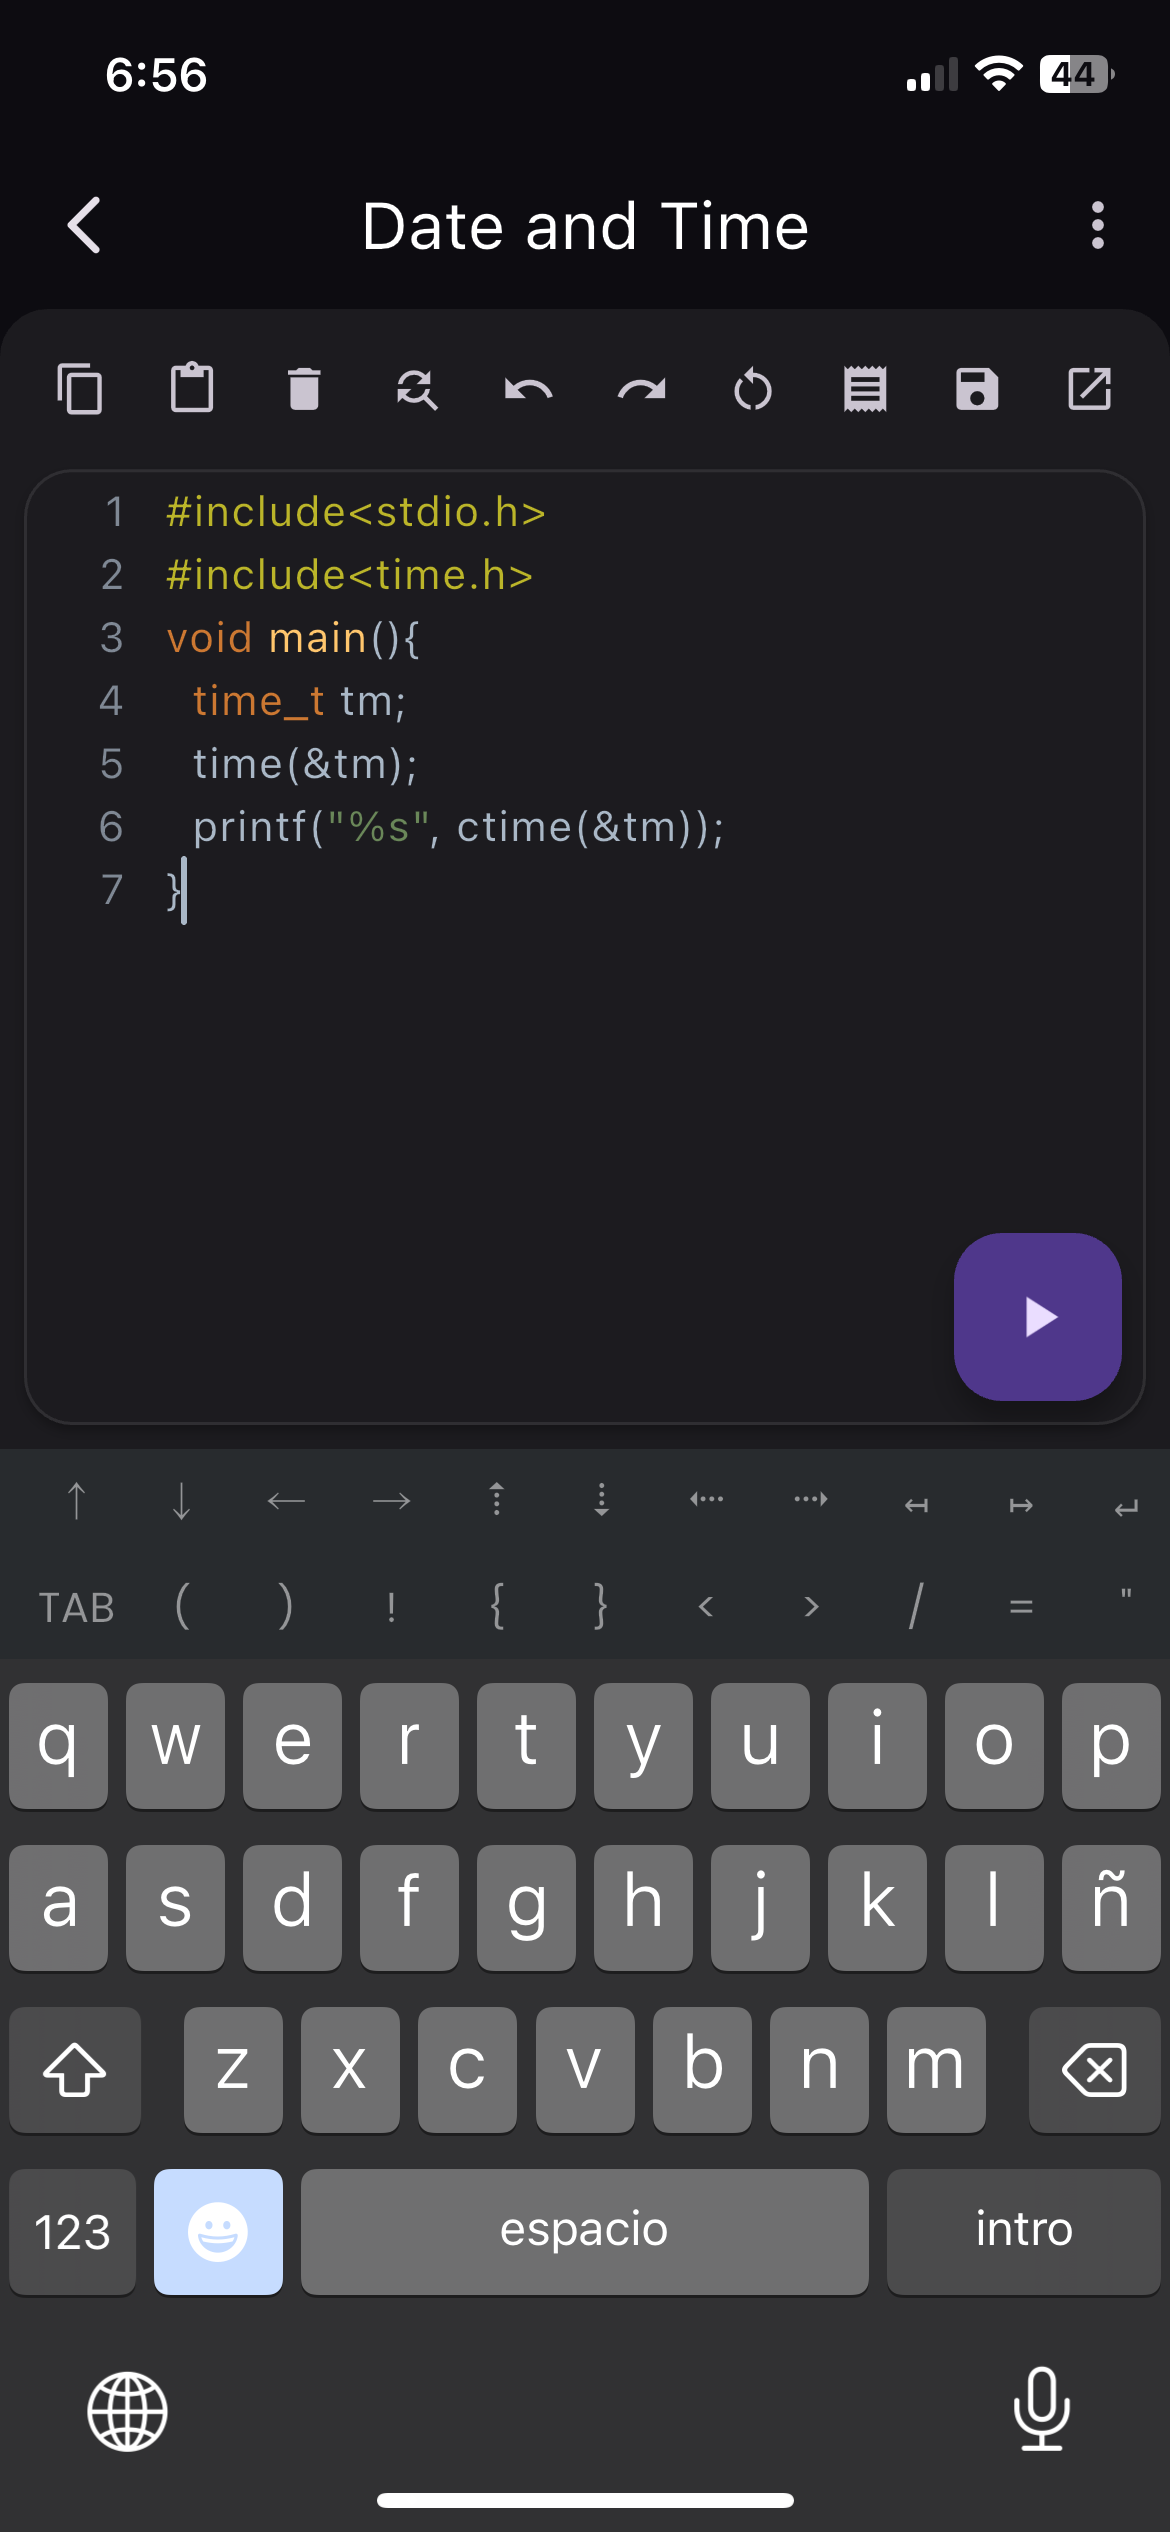 6:56
44
Date and Time
1 #include<stdio.h>
2 #include<time.h>
3 void main(){
4 time_t tm;
5 time(&tm);
6 printf("%s", ctime(&tm));
7 }
TAB ( ) ! { } < > / = "
q w e r t y u i o p
a s d f g h j k l ñ
z x c v b n m
123 espacio intro